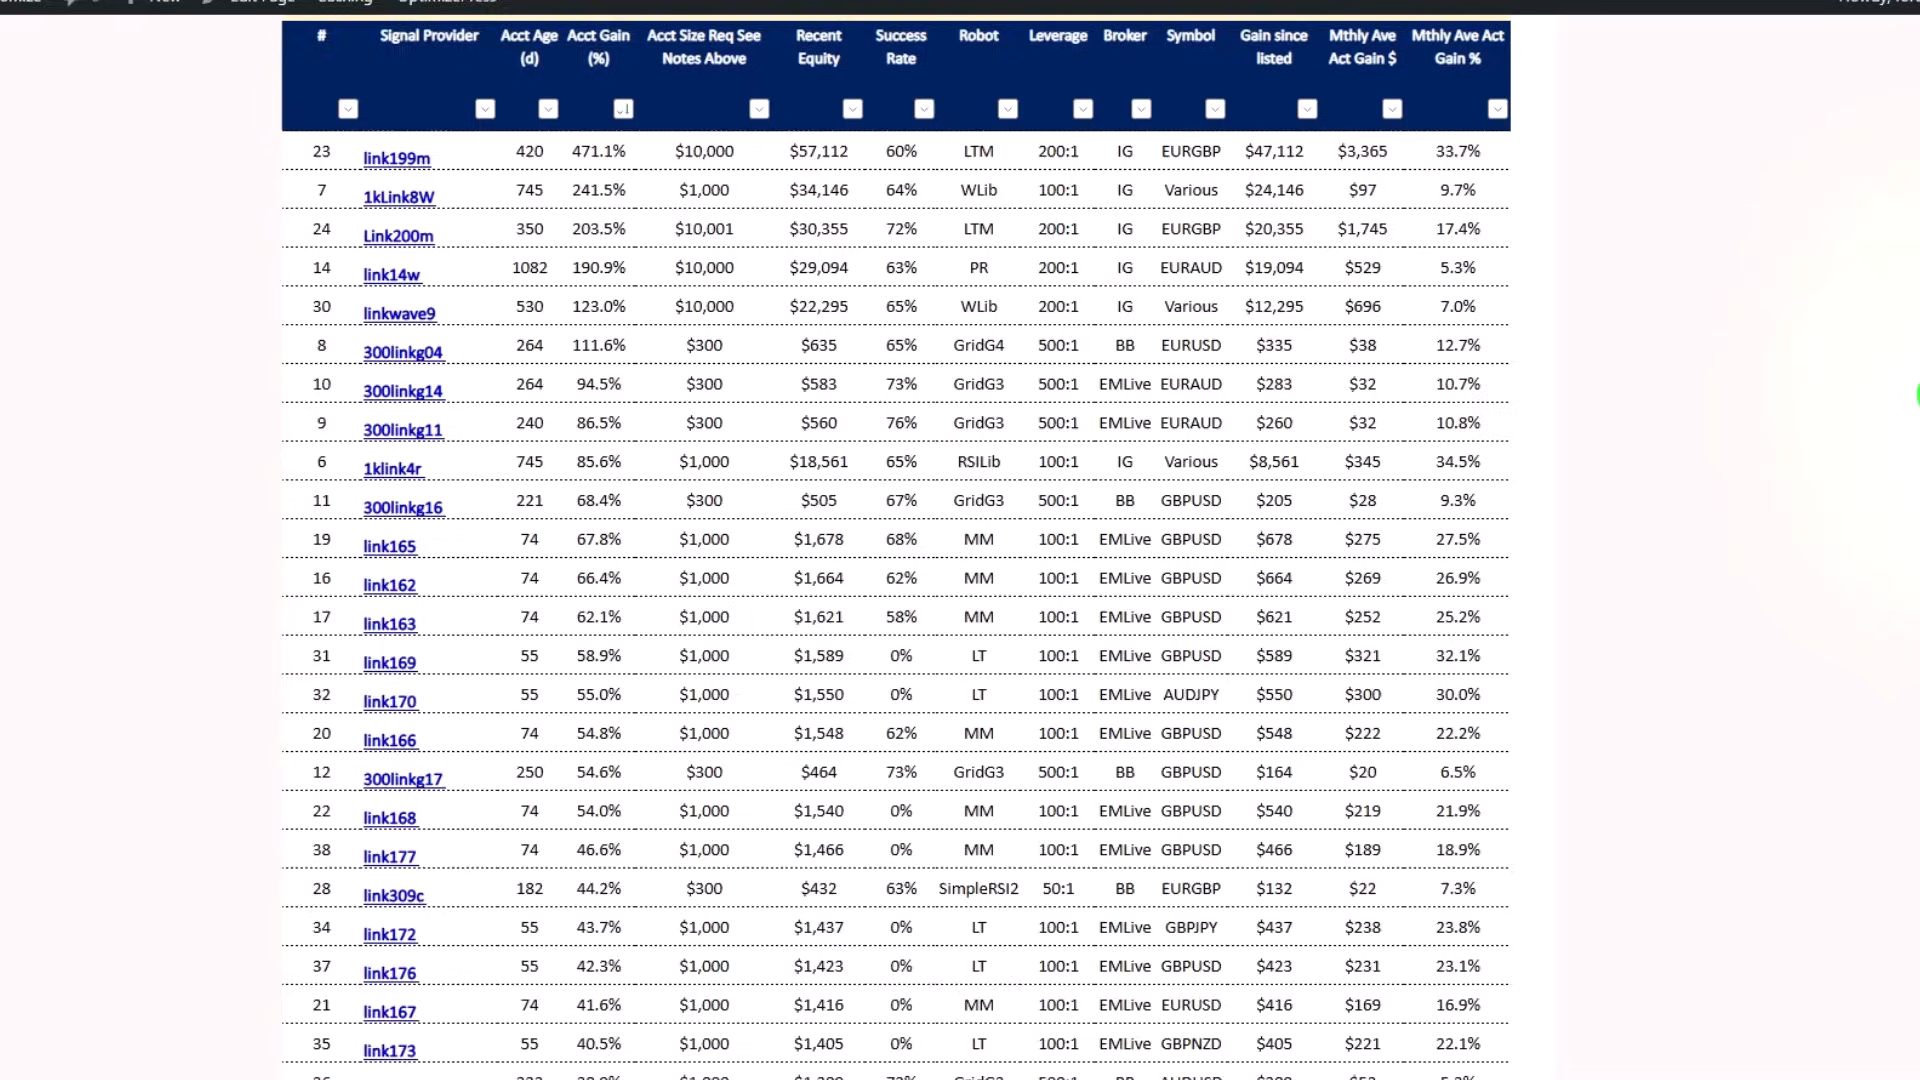 # Signal Provider Acct Age (d) Acct Gain (%) Acct Size Req See Notes Above Recent Equity Success Rate Robot Leverage Broker Symbol Gain since listed Mthly Ave Act Gain $ Mthly Ave Act Gain %
23 link199m 420 471.1% $10,000 $57,112 60% LTM 200:1 IG EURGBP $47,112 $3,365 33.7%
7 1kLink8W 745 241.5% $1,000 $34,146 64% WLib 100:1 IG Various $24,146 $97 9.7%
24 Link200m 350 203.5% $10,001 $30,355 72% LTM 200:1 IG EURGBP $20,355 $1,745 17.4%
14 link14w 1082 190.9% $10,000 $29,094 63% PR 200:1 IG EURAUD $19,094 $529 5.3%
30 linkwave9 530 123.0% $10,000 $22,295 65% WLib 200:1 IG Various $12,295 $696 7.0%
8 300linkg04 264 111.6% $300 $635 65% GridG4 500:1 BB EURUSD $335 $38 12.7%
10 300linkg14 264 94.5% $300 $583 73% GridG3 500:1 EMLive EURAUD $283 $32 10.7%
9 300linkg11 240 86.5% $300 $560 76% GridG3 500:1 EMLive EURAUD $260 $32 10.8%
6 1klink4r 745 85.6% $1,000 $18,561 65% RSILib 100:1 IG Various $8,561 $345 34.5%
11 300linkg16 221 68.4% $300 $505 67% GridG3 500:1 BB GBPUSD $205 $28 9.3%
19 link165 74 67.8% $1,000 $1,678 68% MM 100:1 EMLive GBPUSD $678 $275 27.5%
16 link162 74 66.4% $1,000 $1,664 62% MM 100:1 EMLive GBPUSD $664 $269 26.9%
17 link163 74 62.1% $1,000 $1,621 58% MM 100:1 EMLive GBPUSD $621 $252 25.2%
31 link169 55 58.9% $1,000 $1,589 0% LT 100:1 EMLive GBPUSD $589 $321 32.1%
32 link170 55 55.0% $1,000 $1,550 0% LT 100:1 EMLive AUDJPY $550 $300 30.0%
20 link166 74 54.8% $1,000 $1,548 62% MM 100:1 EMLive GBPUSD $548 $222 22.2%
12 300linkg17 250 54.6% $300 $464 73% GridG3 500:1 BB GBPUSD $164 $20 6.5%
22 link168 74 54.0% $1,000 $1,540 0% MM 100:1 EMLive GBPUSD $540 $219 21.9%
38 link177 74 46.6% $1,000 $1,466 0% MM 100:1 EMLive GBPUSD $466 $189 18.9%
28 link309c 182 44.2% $300 $432 63% SimpleRSI2 50:1 BB EURGBP $132 $22 7.3%
34 link172 55 43.7% $1,000 $1,437 0% LT 100:1 EMLive GBPJPY $437 $238 23.8%
37 link176 55 42.3% $1,000 $1,423 0% LT 100:1 EMLive GBPUSD $423 $231 23.1%
21 link167 74 41.6% $1,000 $1,416 0% MM 100:1 EMLive EURUSD $416 $169 16.9%
35 link173 55 40.5% $1,000 $1,405 0% LT 100:1 EMLive GBPNZD $405 $221 22.1%